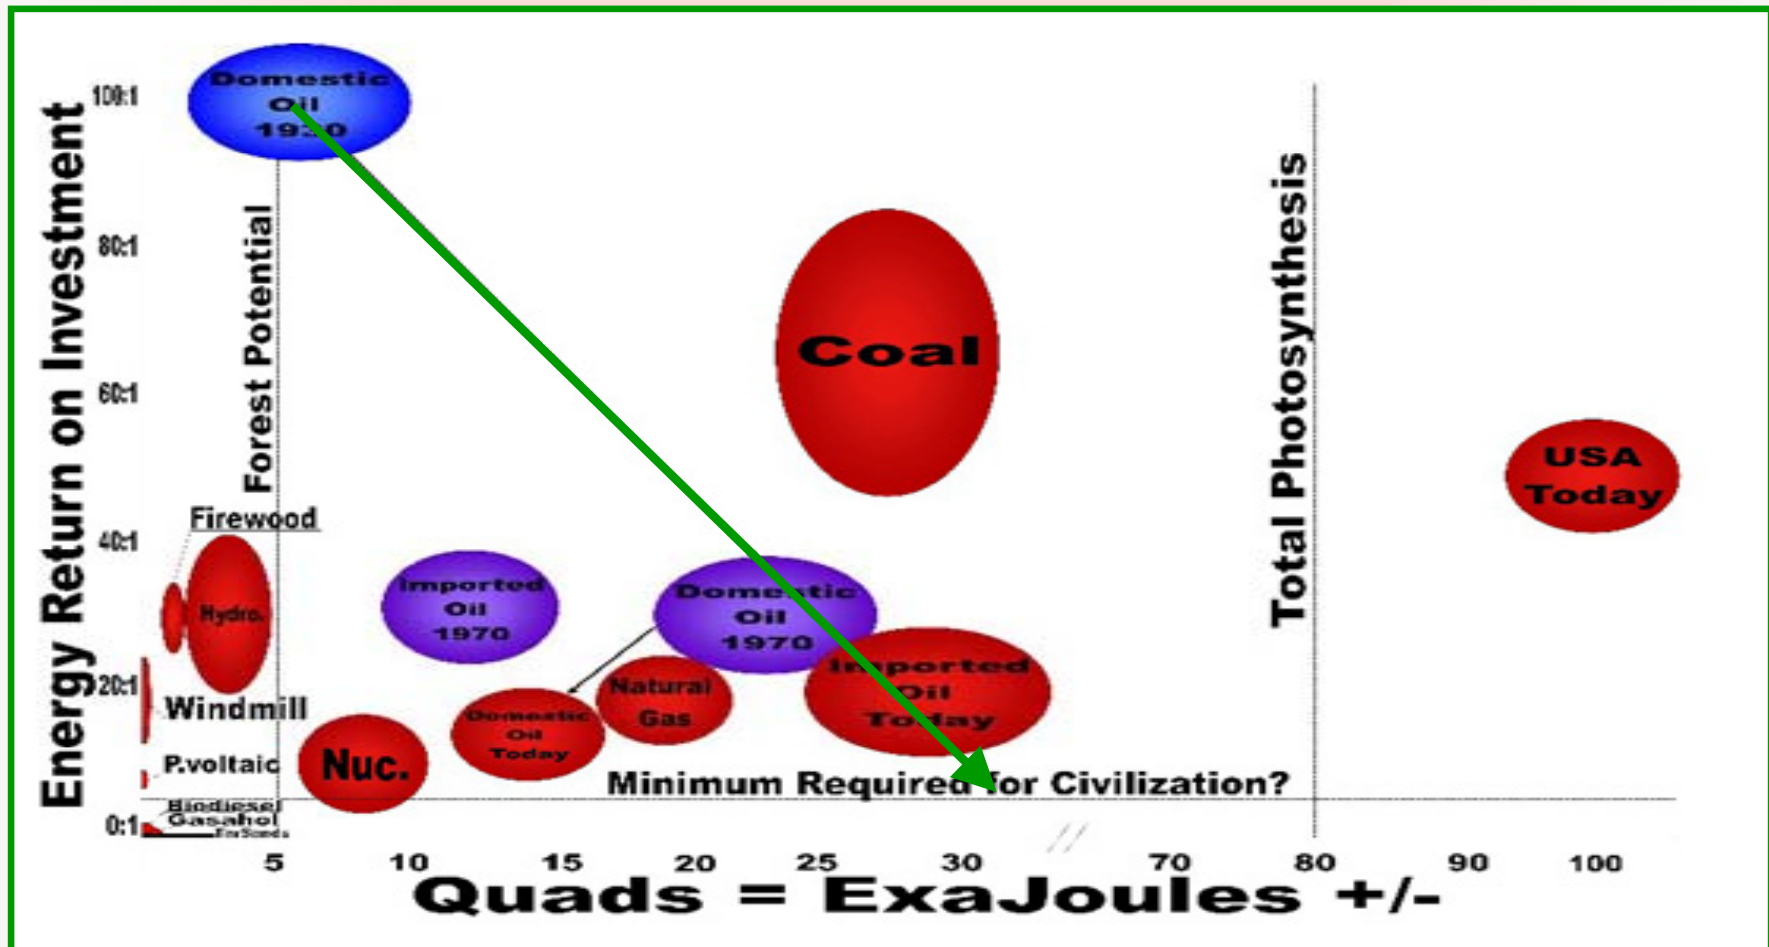 Energy Return on Investment
100:1
80:1
60:1
40:1
20:1
0:1
Domestic
Oil
1930
Forest Potential
Firewood
Hydro.
Windmill
P.voltaic
Biodiesel
Gasahol
TarSands
Nuc.
Imported
Oil
1970
Domestic
Oil
Today
Natural
Gas
Domestic
Oil
1970
Imported
Oil
Today
Coal
Total Photosynthesis
USA
Today
Minimum Required for Civilization?
5 10 15 20 25 30 // 70 80 90 100
Quads = ExaJoules +/-